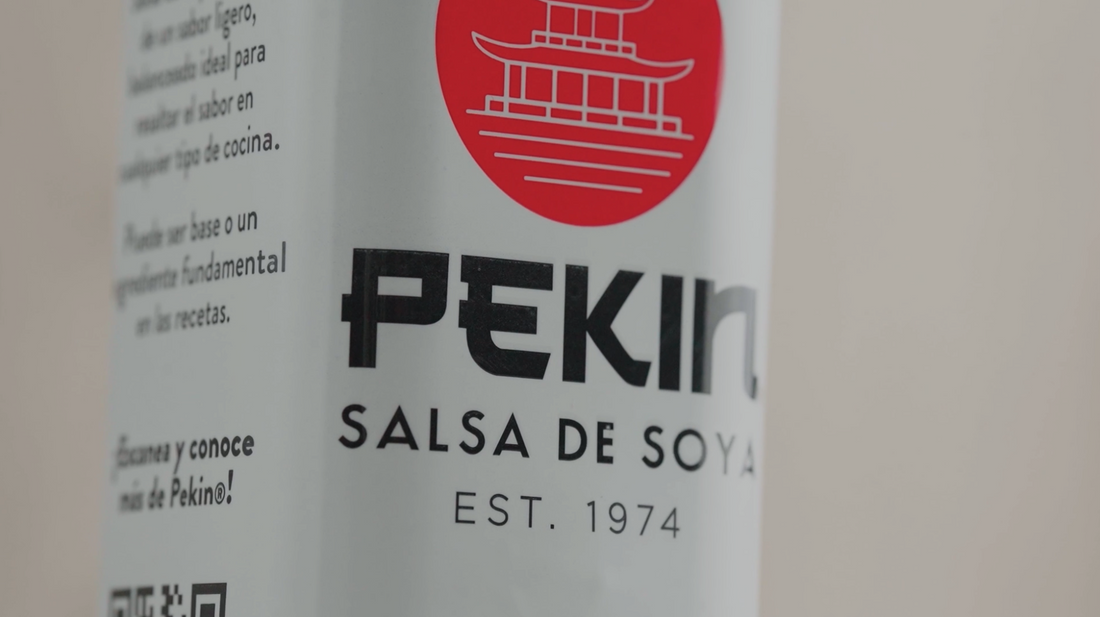 de un sabor ligero,
balanceado ideal para
resaltar el sabor en
cualquier tipo de cocina.
Puede ser base o un
ingrediente fundamental
en las recetas.
¡Escanea y conoce
más de Pekin®!
PEKIN
SALSA DE SOYA
EST. 1974